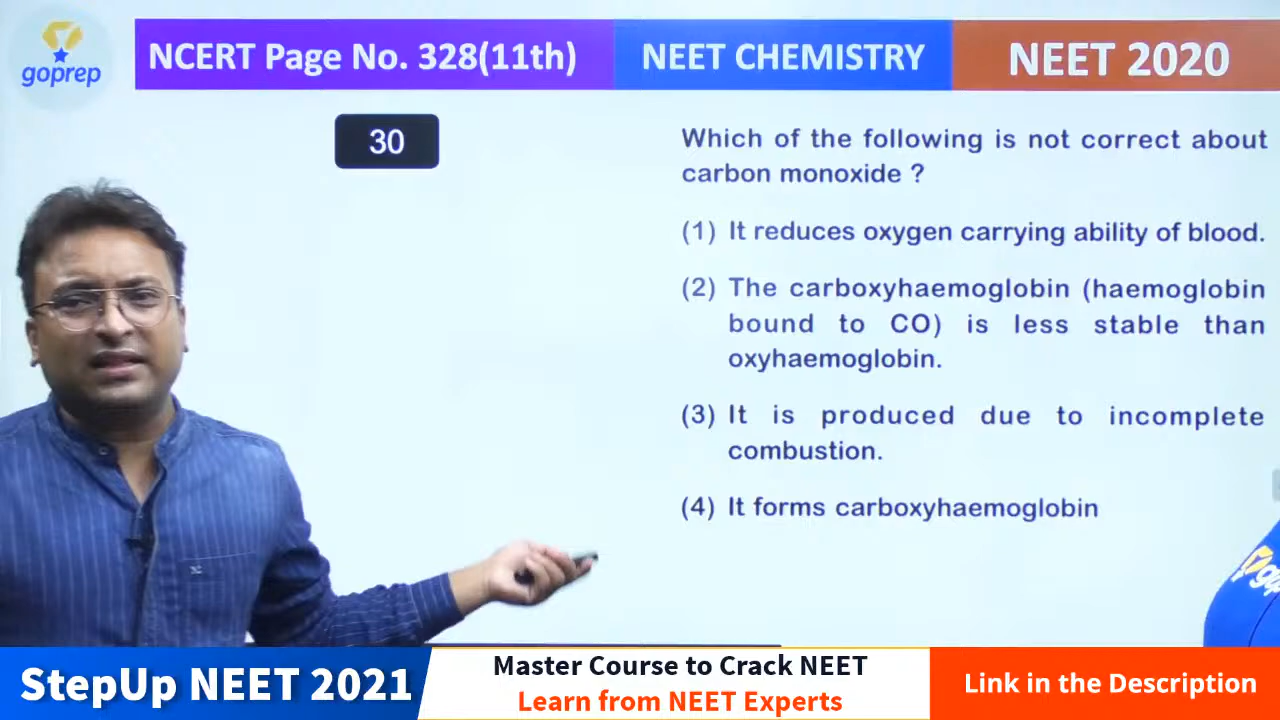 goprep
NCERT Page No. 328(11th)
NEET CHEMISTRY
NEET 2020
30
Which of the following is not correct about
carbon monoxide ?
(1) It reduces oxygen carrying ability of blood.
(2) The carboxyhaemoglobin (haemoglobin
bound to CO) is less stable than
oxyhaemoglobin.
(3) It is produced due to incomplete
combustion.
(4) It forms carboxyhaemoglobin
StepUp NEET 2021
Master Course to Crack NEET
Learn from NEET Experts
Link in the Description